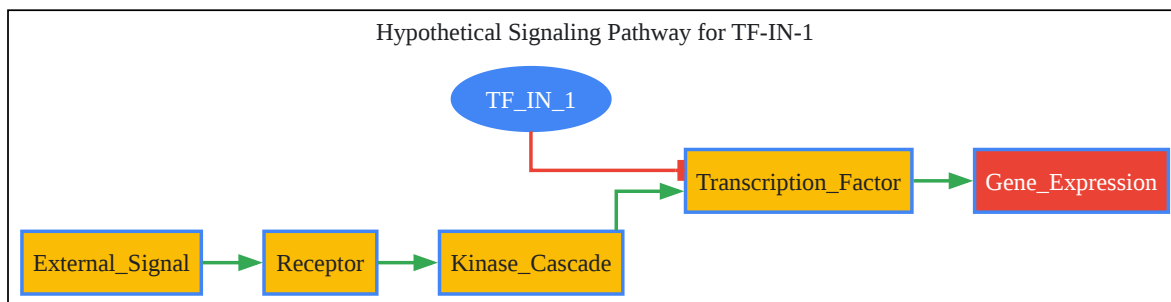 Hypothetical Signaling Pathway for TF-IN-1
TF_IN_1
Transcription_Factor
Gene_Expression
External_Signal
Receptor
Kinase_Cascade